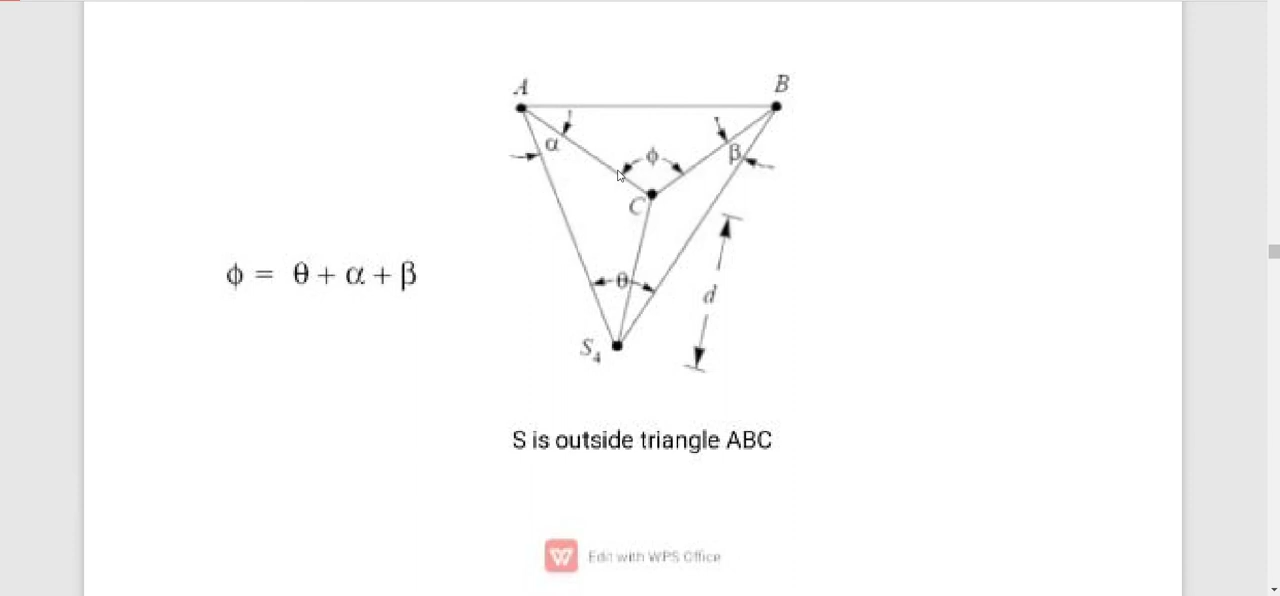 A
B
α
ϕ
β
C
ϕ = θ + α + β
θ
d
S4
S is outside triangle ABC
Edit with WPS Office